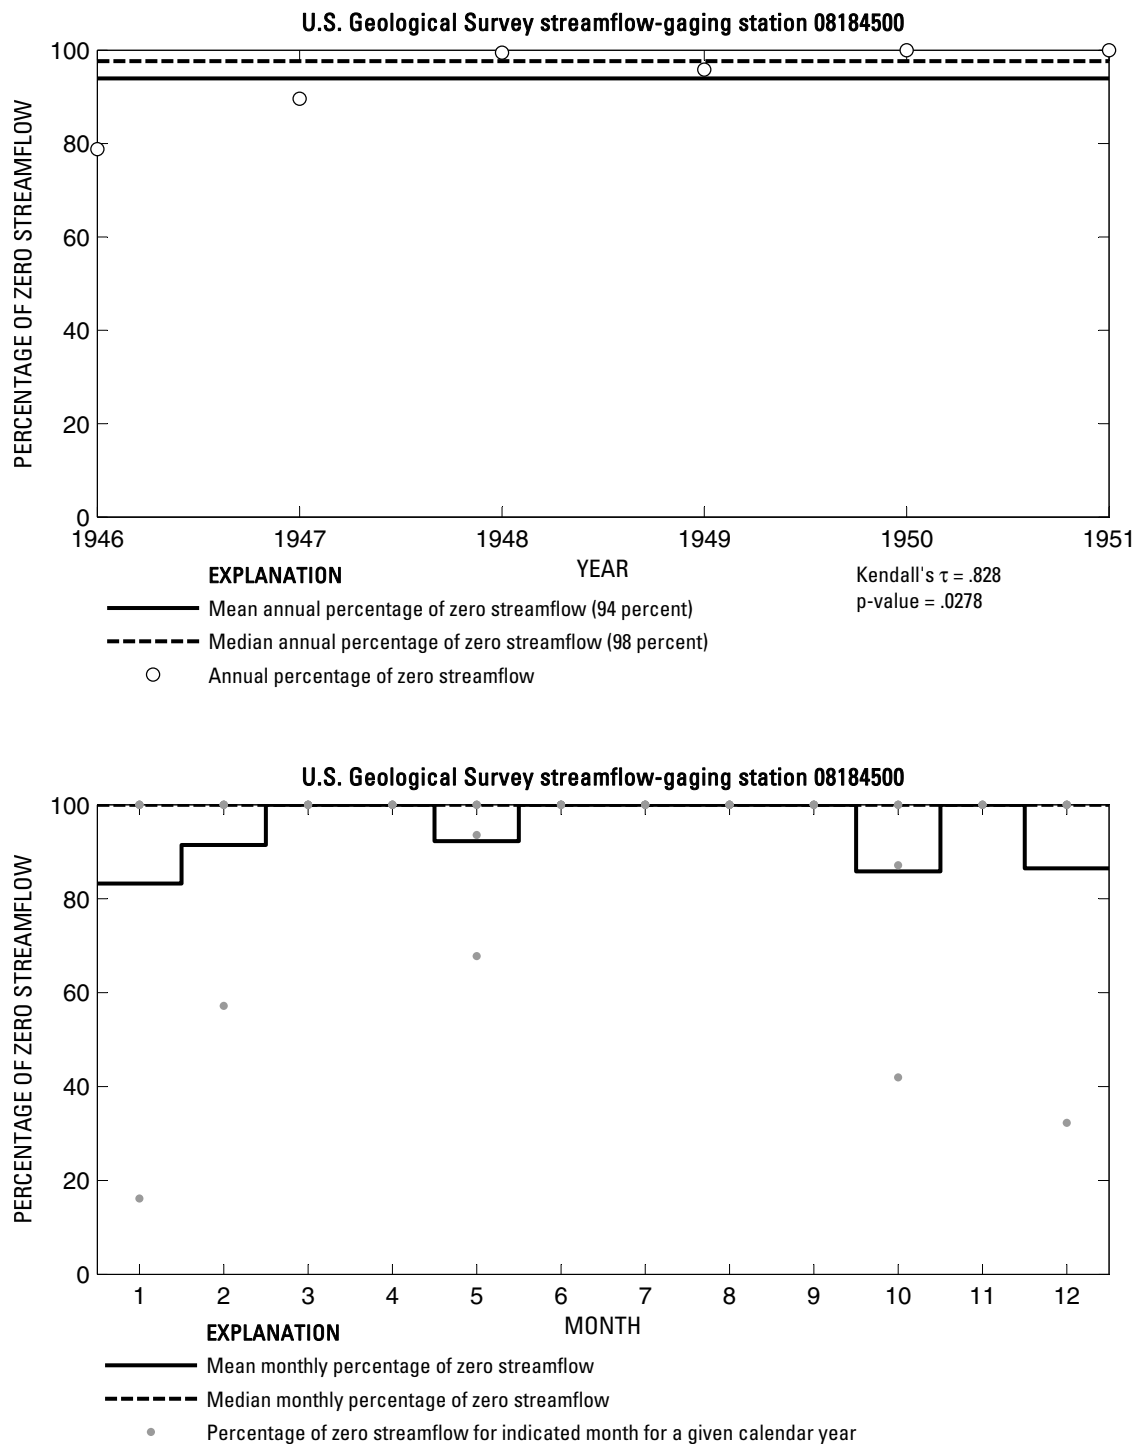 U.S. Geological Survey streamflow-gaging station 08184500
PERCENTAGE OF ZERO STREAMFLOW
100
80
60
40
20
0
1946 1947 1948 1949 1950 1951
YEAR
EXPLANATION
Mean annual percentage of zero streamflow (94 percent)
Median annual percentage of zero streamflow (98 percent)
Annual percentage of zero streamflow
Kendall's τ = .828
p-value = .0278
U.S. Geological Survey streamflow-gaging station 08184500
PERCENTAGE OF ZERO STREAMFLOW
100
80
60
40
20
0
1 2 3 4 5 6 7 8 9 10 11 12
MONTH
EXPLANATION
Mean monthly percentage of zero streamflow
Median monthly percentage of zero streamflow
Percentage of zero streamflow for indicated month for a given calendar year